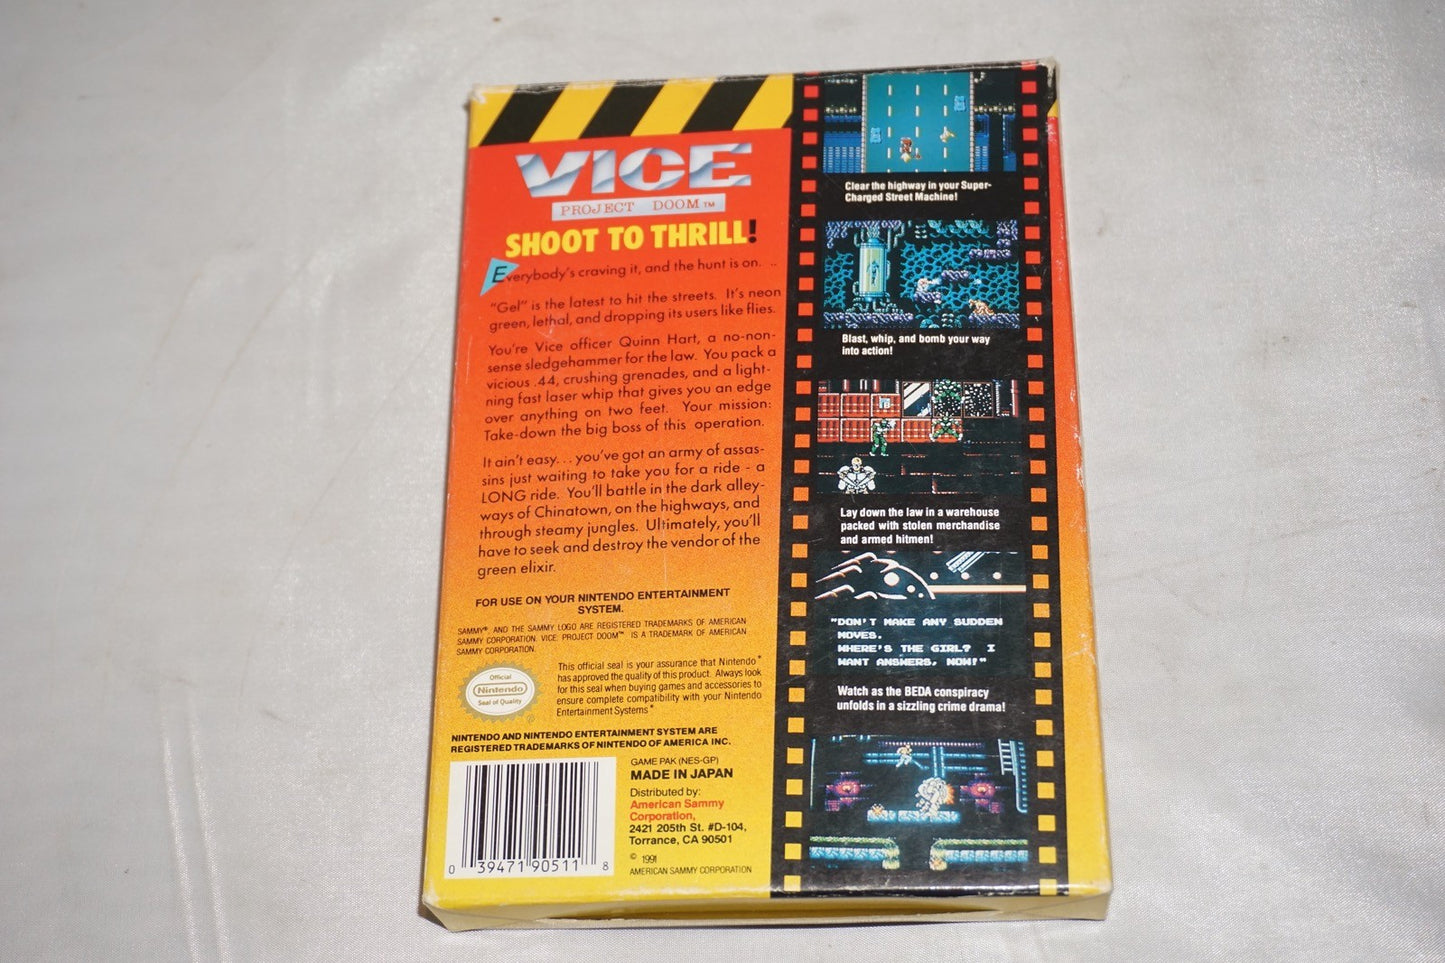 VICE
PROJECT DOOM™
SHOOT TO THRILL!
Everybody's craving it, and the hunt is on. . .
"Gel" is the latest to hit the streets. It's neon
green, lethal, and dropping its users like flies.
You're Vice officer Quinn Hart, a no-non-
sense sledgehammer for the law. You pack a
vicious .44, crushing grenades, and a light-
ning fast laser whip that gives you an edge
over anything on two feet. Your mission:
Take-down the big boss of this operation.
It ain't easy. . . you've got an army of assas-
sins just waiting to take you for a ride - a
LONG ride. You'll battle in the dark alley-
ways of Chinatown, on the highways, and
through steamy jungles. Ultimately, you'll
have to seek and destroy the vendor of the
green elixir.
FOR USE ON YOUR NINTENDO ENTERTAINMENT
SYSTEM.
SAMMY® AND THE SAMMY LOGO ARE REGISTERED TRADEMARKS OF AMERICAN
SAMMY CORPORATION. VICE: PROJECT DOOM™ IS A TRADEMARK OF AMERICAN
SAMMY CORPORATION.
Official
Nintendo
Seal of Quality
This official seal is your assurance that Nintendo®
has approved the quality of this product. Always look
for this seal when buying games and accessories to
ensure complete compatibility with your Nintendo
Entertainment Systems®
NINTENDO AND NINTENDO ENTERTAINMENT SYSTEM ARE
REGISTERED TRADEMARKS OF NINTENDO OF AMERICA INC.
0 39471 90511 8
GAME PAK (NES-GP)
MADE IN JAPAN
Distributed by:
American Sammy
Corporation,
2421 205th St. #D-104,
Torrance, CA 90501
© 1991
AMERICAN SAMMY CORPORATION
Clear the highway in your Super-
Charged Street Machine!
Blast, whip, and bomb your way
into action!
Lay down the law in a warehouse
packed with stolen merchandise
and armed hitmen!
"DON'T MAKE ANY SUDDEN
MOVES.
WHERE'S THE GIRL? I
WANT ANSWERS, NOW!"
Watch as the BEDA conspiracy
unfolds in a sizzling crime drama!